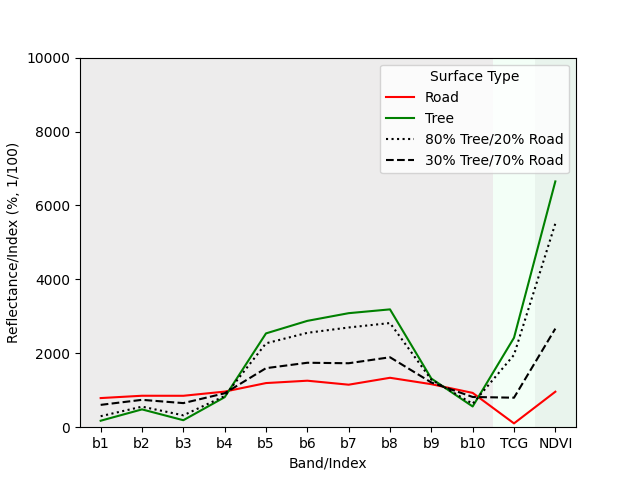 10000
8000
6000
4000
2000
0
Reflectance/Index (%, 1/100)
Surface Type
Road
Tree
80% Tree/20% Road
30% Tree/70% Road
b1 b2 b3 b4 b5 b6 b7 b8 b9 b10 TCG NDVI
Band/Index